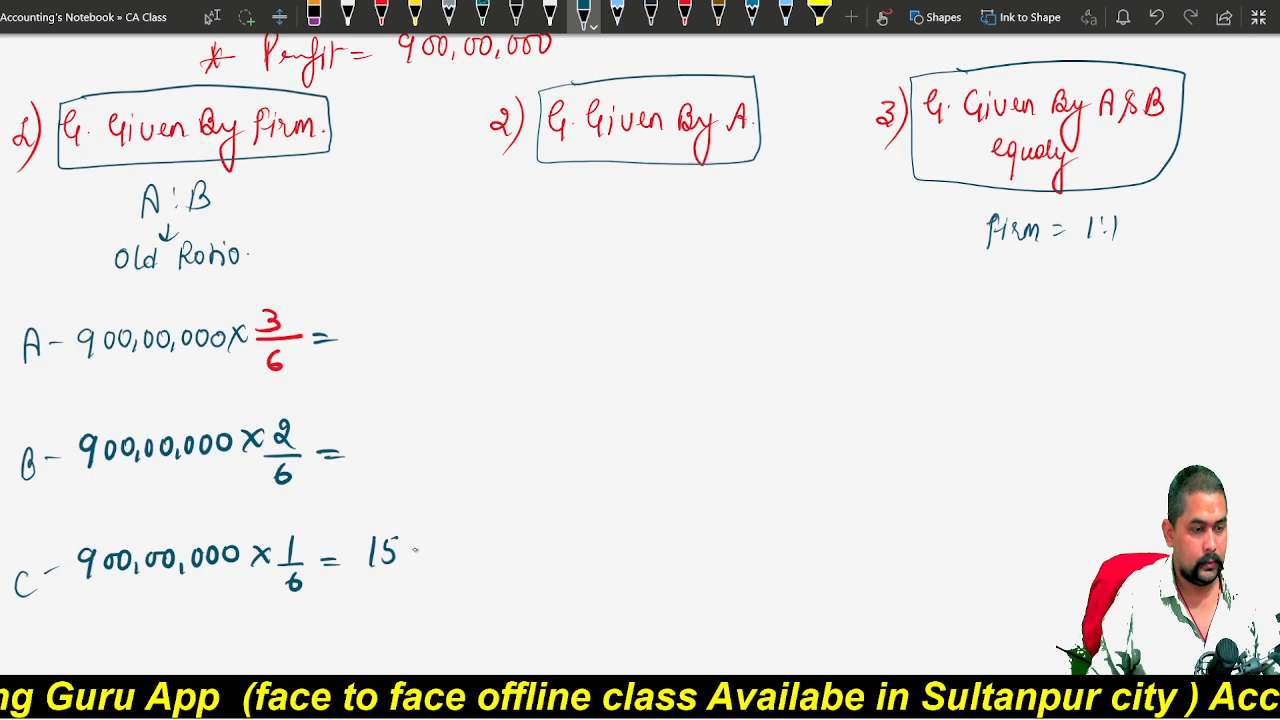 Accounting's Notebook » CA Class
Shapes
Ink to Shape
* Profit = 900,00,000
1) G. Given By firm.
2) G. Given By A.
3) G. Given By A & B
equaly
A : B
Old Ratio.
firm = 1:1
A - 900,00,000 × 3/6 =
B - 900,00,000 × 2/6 =
C - 900,00,000 × 1/6 = 15
ng Guru App (face to face offline class Availabe in Sultanpur city ) Acc